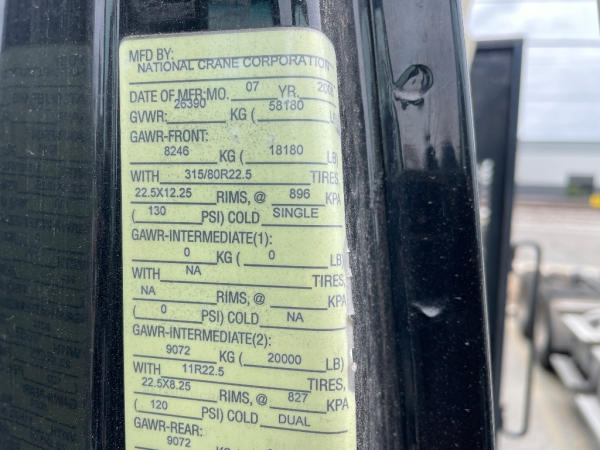 MFD BY:
NATIONAL CRANE CORPORATION
DATE OF MFR:MO. 07 YR.
GVWR: 26390 KG ( 58180
GAWR-FRONT:
8246 KG ( 18180 LB)
WITH 315/80R22.5 TIRES,
22.5X12.25 RIMS, @ 896 KPA
( 130 PSI) COLD SINGLE
GAWR-INTERMEDIATE(1):
0 KG ( 0 LB)
WITH NA TIRES,
NA RIMS, @ KPA
( 0 PSI) COLD NA
GAWR-INTERMEDIATE(2):
9072 KG ( 20000 LB)
WITH 11R22.5 TIRES,
22.5X8.25 RIMS, @ 827 KPA
( 120 PSI) COLD DUAL
GAWR-REAR:
9072